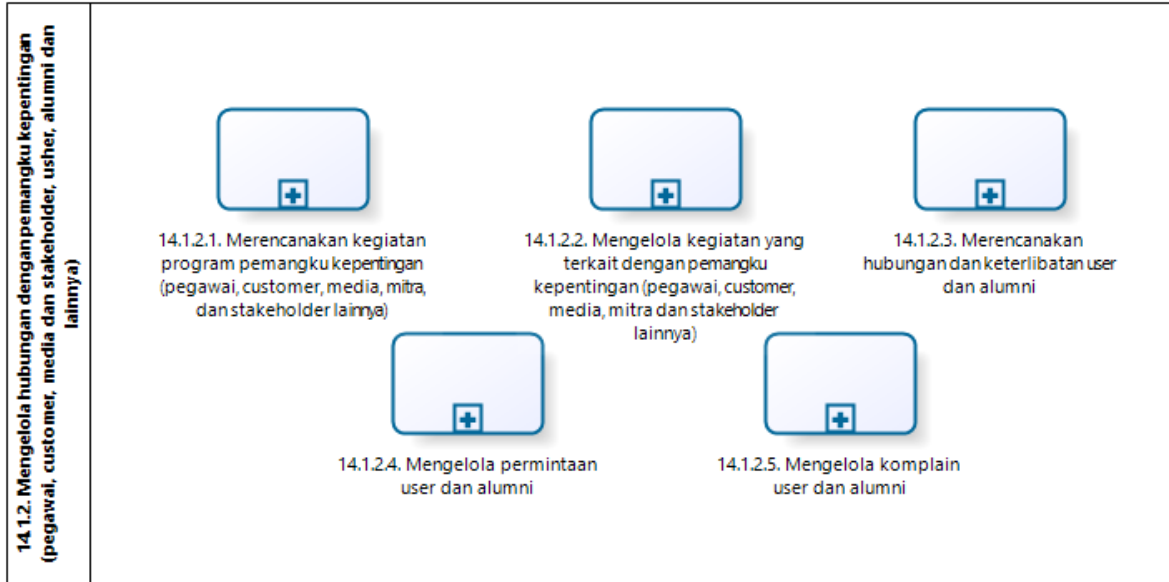 14.1.2. Mengelola hubungan denganpemangku kepentingan
(pegawai, customer, media dan stakeholder, usher, alumni dan
lainnya)
14.1.2.1. Merencanakan kegiatan
program pemangku kepentingan
(pegawai, customer, media, mitra,
dan stakeholder lainnya)
14.1.2.2. Mengelola kegiatan yang
terkait dengan pemangku
kepentingan (pegawai, customer,
media, mitra dan stakeholder
lainnya)
14.1.2.3. Merencanakan
hubungan dan keterlibatan user
dan alumni
14.1.2.4. Mengelola permintaan
user dan alumni
14.1.2.5. Mengelola komplain
user dan alumni